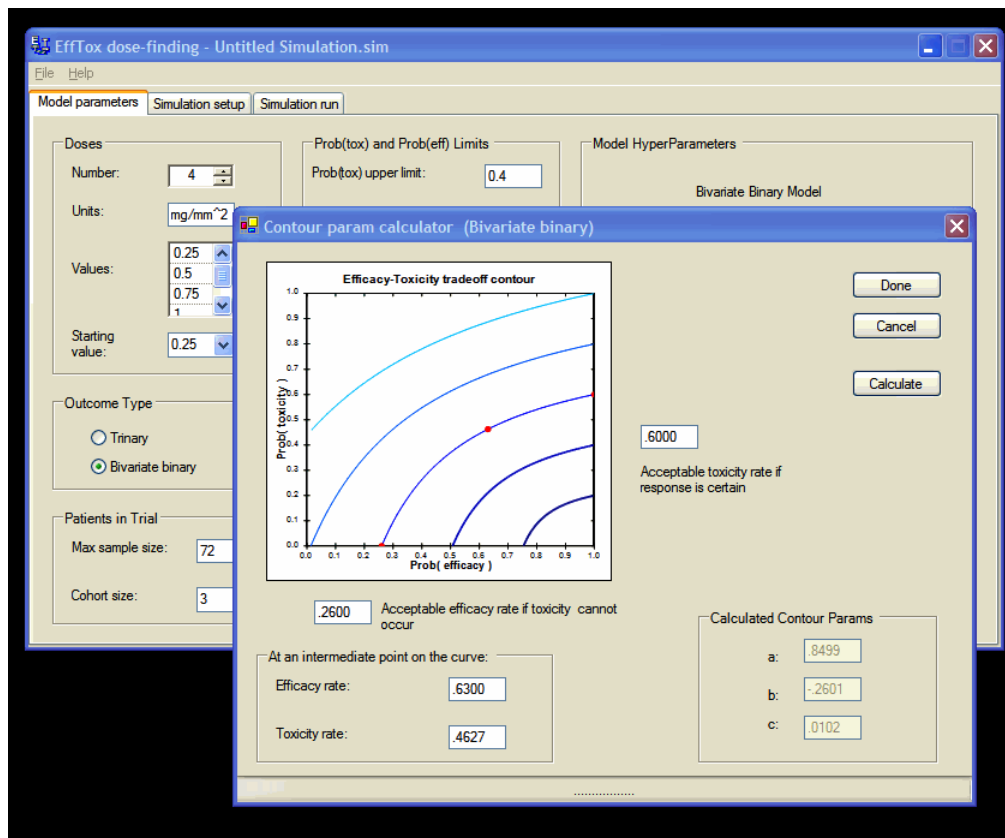 EffTox dose-finding - Untitled Simulation.sim
File Help
Model parameters Simulation setup Simulation run
Doses
Number: 4
Units: mg/mm^2
Values: 0.25
0.5
0.75
1
Starting value: 0.25
Outcome Type
Trinary
Bivariate binary
Patients in Trial
Max sample size: 72
Cohort size: 3
Prob(tox) and Prob(eff) Limits
Prob(tox) upper limit: 0.4
Model HyperParameters
Bivariate Binary Model
Contour param calculator (Bivariate binary)
Efficacy-Toxicity tradeoff contour
Prob( toxicity )
1.0
0.9
0.8
0.7
0.6
0.5
0.4
0.3
0.2
0.1
0.0
0.0 0.1 0.2 0.3 0.4 0.5 0.6 0.7 0.8 0.9 1.0
Prob( efficacy )
Done
Cancel
Calculate
.6000
Acceptable toxicity rate if
response is certain
.2600 Acceptable efficacy rate if toxicity cannot
occur
At an intermediate point on the curve:
Efficacy rate: .6300
Toxicity rate: .4627
Calculated Contour Params
a: .8499
b: -.2601
c: .0102
.................